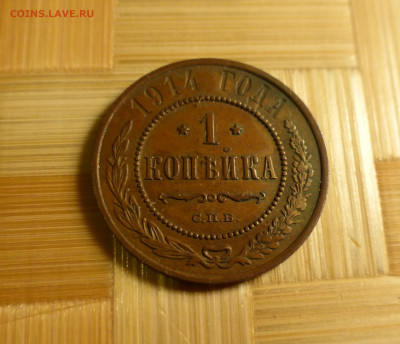 COINS.LAVE.RU
1914 ГОДА
1
КОПѢЙКА
С.П.Б.